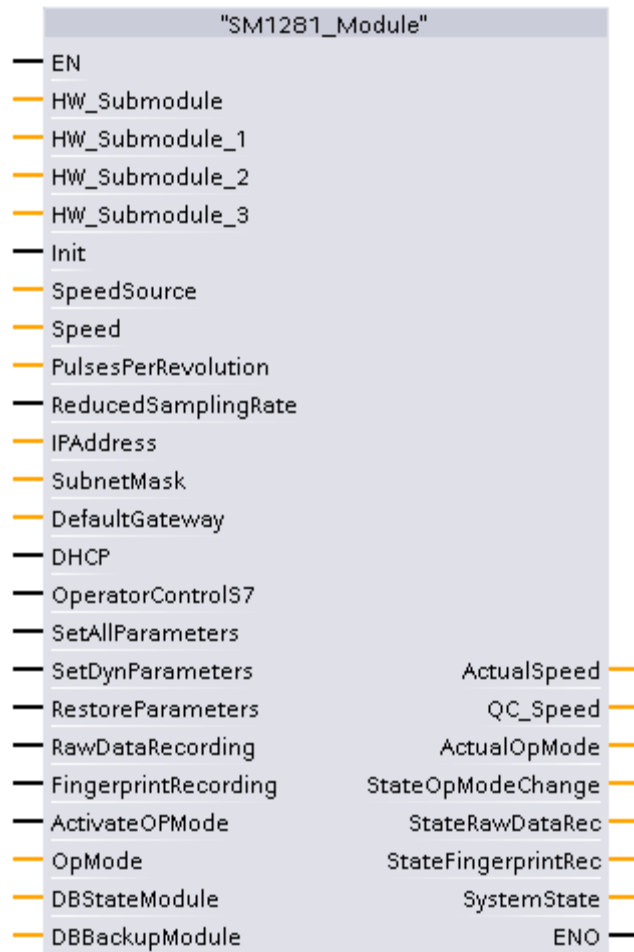 "SM1281_Module"
EN
HW_Submodule
HW_Submodule_1
HW_Submodule_2
HW_Submodule_3
Init
SpeedSource
Speed
PulsesPerRevolution
ReducedSamplingRate
IPAddress
SubnetMask
DefaultGateway
DHCP
OperatorControlS7
SetAllParameters
SetDynParameters ActualSpeed
RestoreParameters QC_Speed
RawDataRecording ActualOpMode
FingerprintRecording StateOpModeChange
ActivateOPMode StateRawDataRec
OpMode StateFingerprintRec
DBStateModule SystemState
DBBackupModule ENO